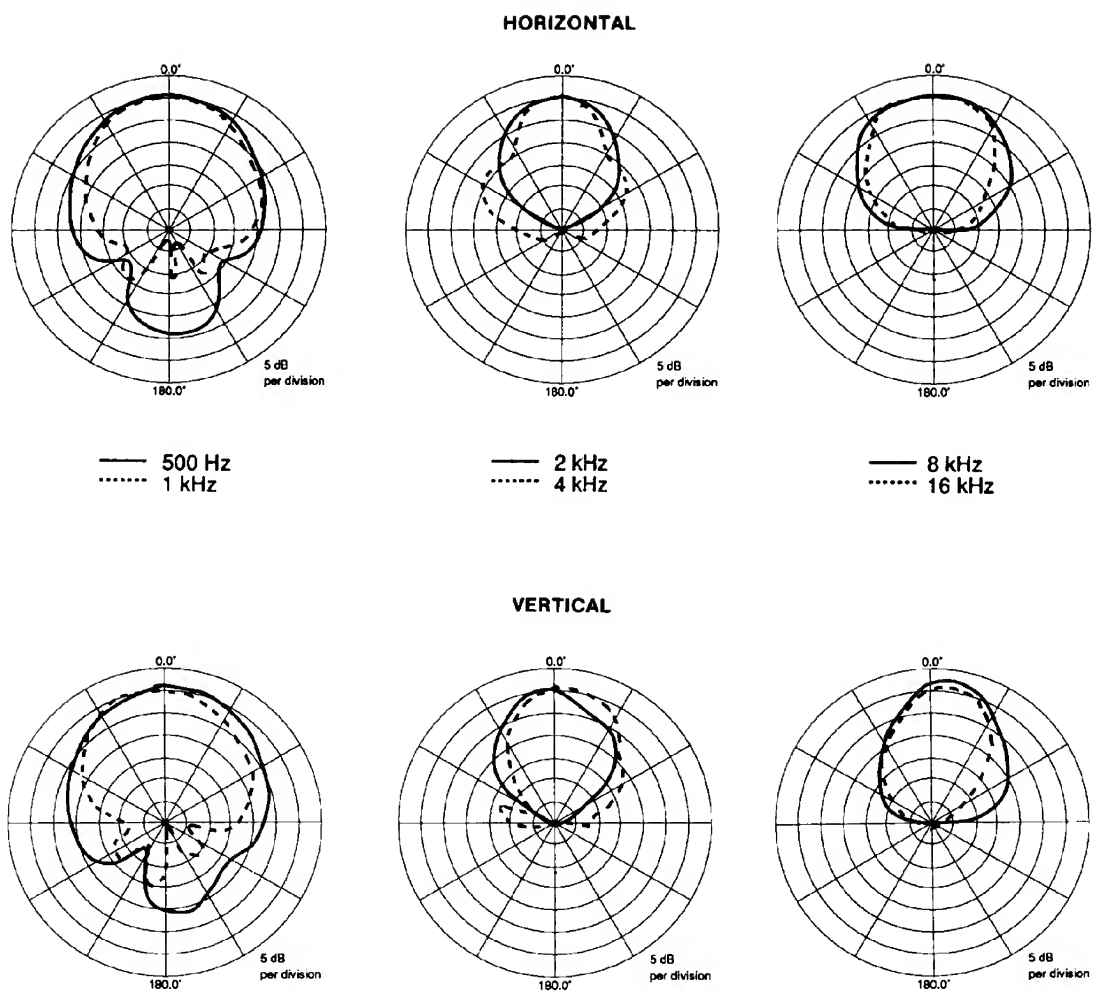 HORIZONTAL
0.0°
0.0°
0.0°
5 dB
per division
5 dB
per division
5 dB
per division
180.0°
180.0°
180.0°
500 Hz
1 kHz
2 kHz
4 kHz
8 kHz
16 kHz
VERTICAL
0.0°
0.0°
0.0°
5 dB
per division
5 dB
per division
5 dB
per division
180.0°
180.0°
180.0°